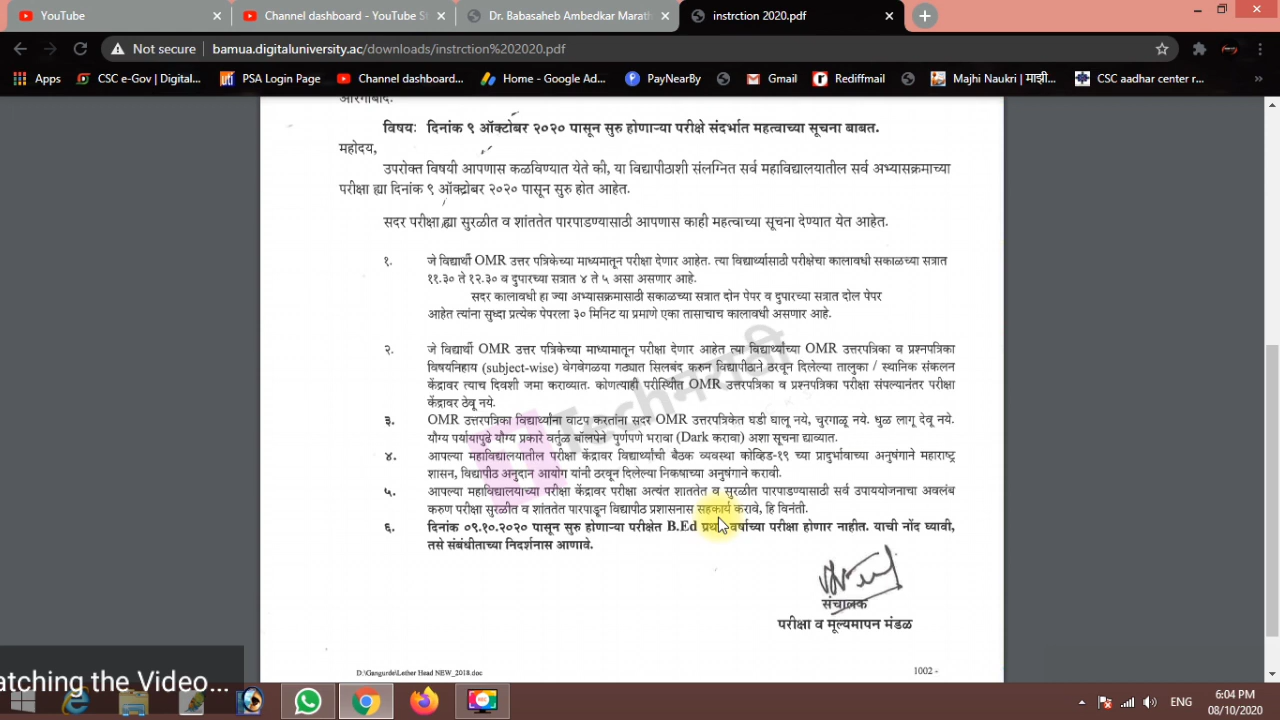 YouTube
Channel dashboard - YouTube St
Dr. Babasaheb Ambedkar Marath
instrction 2020.pdf
Not secure
bamua.digitaluniversity.ac/downloads/instrction%202020.pdf
Apps
CSC e-Gov | Digital...
PSA Login Page
Channel dashboard...
Home - Google Ad...
PayNearBy
Gmail
Rediffmail
Majhi Naukri | माझी...
CSC aadhar center r...
»
औरंगाबाद.
विषयः दिनांक ९ ऑक्टोबर २०२० पासून सुरु होणाऱ्या परीक्षे संदर्भात महत्वाच्या सूचना बाबत.
महोदय,
उपरोक्त विषयी आपणास कळविण्यात येते की, या विद्यापीठाशी संलग्नित सर्व महाविद्यालयातील सर्व अभ्यासक्रमाच्या
परीक्षा ह्या दिनांक ९ ऑक्ट्रोबर २०२० पासून सुरु होत आहेत.
सदर परीक्षा ह्या सुरळीत व शांततेत पारपाडण्यासाठी आपणास काही महत्वाच्या सूचना देण्यात येत आहेत.
१. जे विद्यार्थी OMR उत्तर पत्रिकेच्या माध्यमातून परीक्षा देणार आहेत. त्या विद्यार्थ्यासाठी परीक्षेचा कालावधी सकाळच्या सत्रात
११.३० ते १२.३० व दुपारच्या सत्रात ४ ते ५ असा असणार आहे.
सदर कालावधी हा ज्या अभ्यासक्रमासाठी सकाळच्या सत्रात दोन पेपर व दुपारच्या सत्रात दोल पेपर
आहेत त्यांना सुध्दा प्रत्येक पेपरला ३० मिनिट या प्रमाणे एका तासाचाच कालावधी असणार आहे.
२. जे विद्यार्थी OMR उत्तर पत्रिकेच्या माध्यामातून परीक्षा देणार आहेत त्या विद्यार्थ्यांच्या OMR उत्तरपत्रिका व प्रश्नपत्रिका
विषयनिहाय (subject-wise) वेगवेगळया गठ्यात सिलबंद करुन विद्यापीठाने ठरवून दिलेल्या तालुका / स्थानिक संकलन
केंद्रावर त्याच दिवशी जमा कराव्यात. कोणत्याही परीस्थित OMR उत्तरपत्रिका व प्रश्नपत्रिका परीक्षा संपल्यानंतर परीक्षा
केंद्रावर ठेवू नये.
३. OMR उत्तरपत्रिका विद्यार्थ्यांना वाटप करतांना सदर OMR उत्तरपत्रिकेत घडी घालू नये, चुरगाळू नये. धुळ लागू देवू नये.
योग्य पर्यायापुढे योग्य प्रकारे वर्तुळ बॉलपेने पुर्णपणे भरावा (Dark करावा) अशा सूचना द्याव्यात.
४. आपल्या महाविद्यालयातील परीक्षा केंद्रावर विद्यार्थ्यांची बैठक व्यवस्था कोव्हिड-१९ च्या प्रादुर्भावाच्या अनुषंगाने महाराष्ट्र
शासन, विद्यापीठ अनुदान आयोग यांनी ठरवून दिलेल्या निकषाच्या अनुषंगाने करावी.
५. आपल्या महाविद्यालयाच्या परीक्षा केंद्रावर परीक्षा अत्यंत शाततेत व सुरळीत पारपाडण्यासाठी सर्व उपाययोजनाचा अवलंब
करुण परीक्षा सुरळीत व शांततेत पारपाडून विद्यापीठ प्रशासनास सहकार्य करावे, हि विनंती.
६. दिनांक ०९.१०.२०२० पासून सुरु होणाऱ्या परीक्षेत B.Ed प्रथम वर्षाच्या परीक्षा होणार नाहीत. याची नोंद घ्यावी,
तसे संबंधीताच्या निदर्शनास आणावे.
टेकमराठी
संचालक
परीक्षा व मूल्यमापन मंडळ
D:\Gangurde\Lether Head NEW_2018.doc
1002 -
atching the Video...
ENG
6:04 PM
08/10/2020